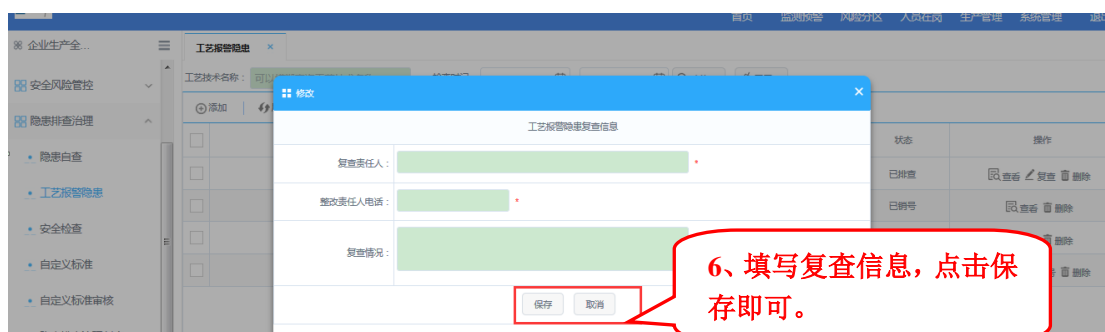 首页 监测预警 风险分区 人员在岗 生产管理 系统管理
企业生产全...
工艺报警隐患 ×
安全风险管控
工艺技术名称：
修改 ×
添加
隐患排查治理
工艺报警隐患复查信息
状态 操作
隐患自查
复查责任人： *
已排查 查看 复查 删除
工艺报警隐患
整改责任人电话： *
已销号 查看 删除
安全检查
复查情况：
删除
自定义标准
删除
6、填写复查信息，点击保
存即可。
保存 取消
自定义标准审核